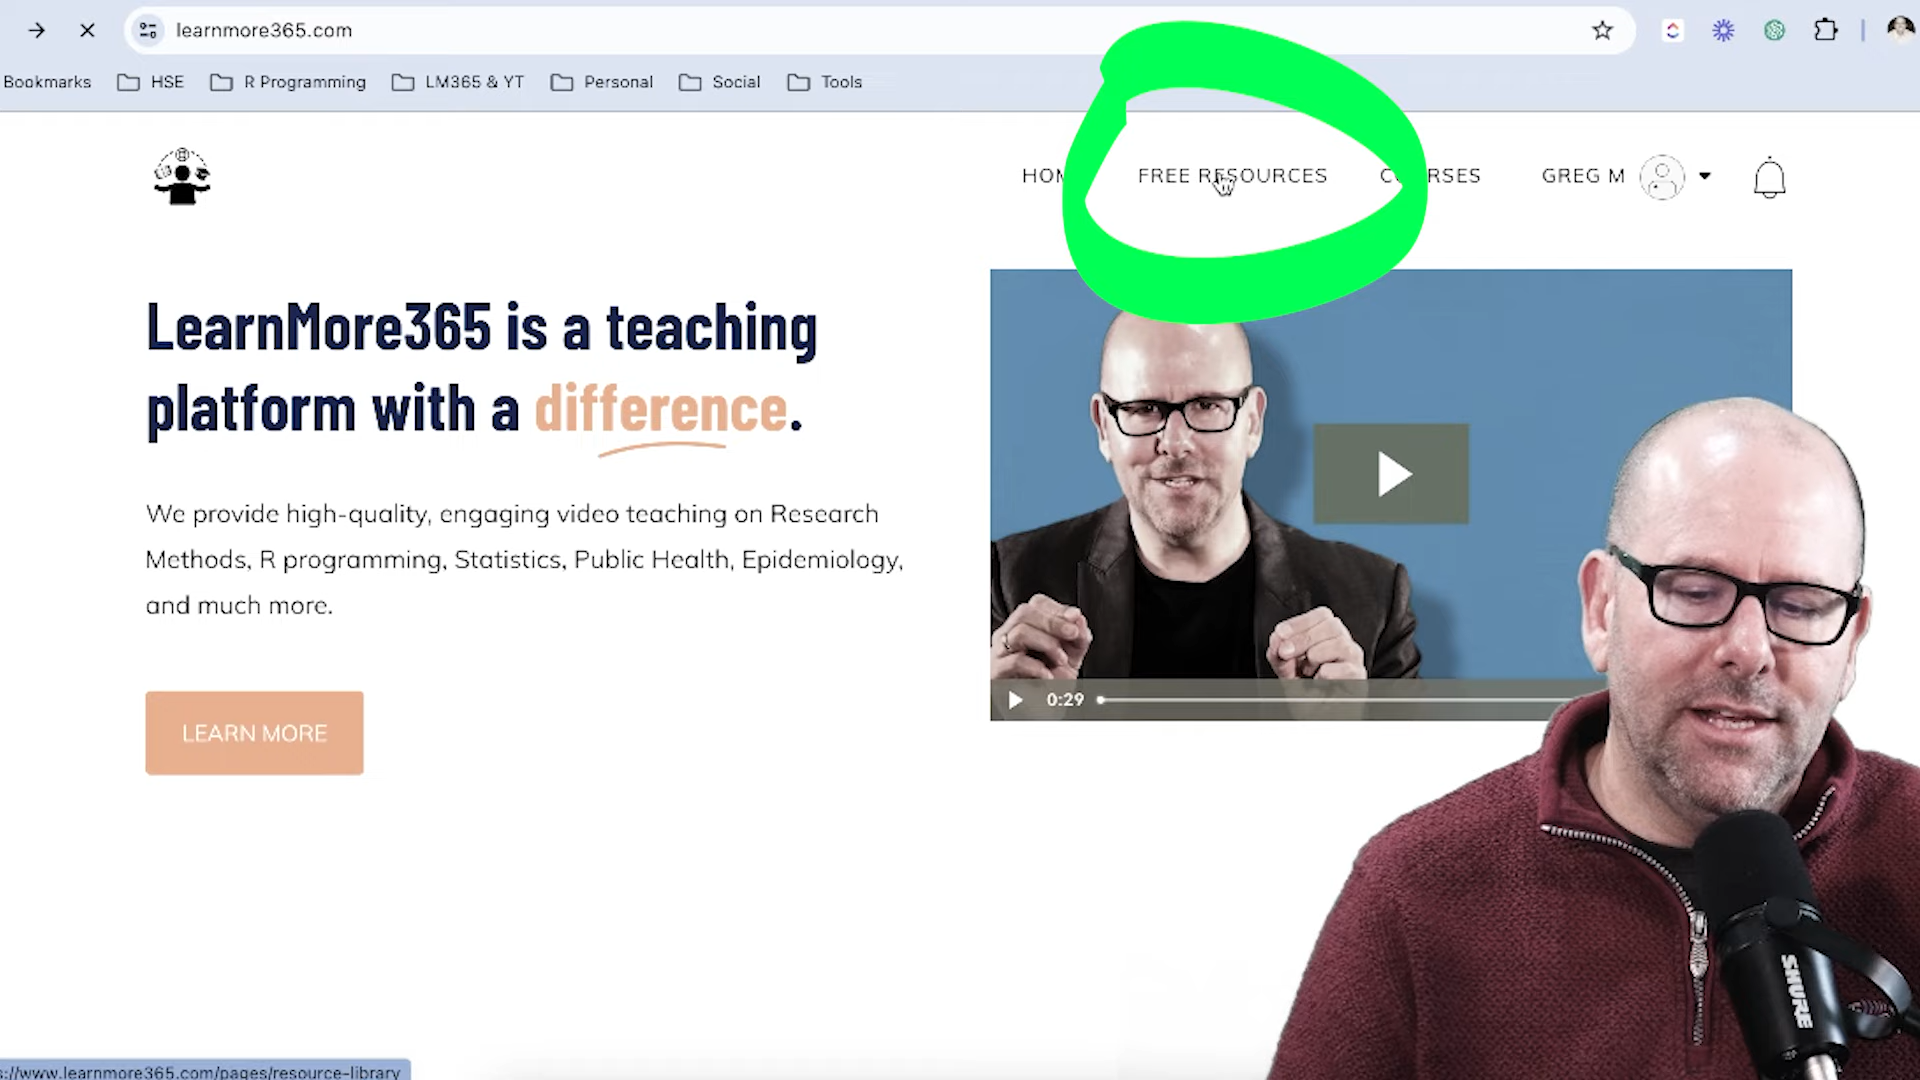 learnmore365.com
Bookmarks HSE R Programming LM365 & YT Personal Social Tools
FREE RESOURCES GREG M
LearnMore365 is a teaching
platform with a difference.
We provide high-quality, engaging video teaching on Research
Methods, R programming, Statistics, Public Health, Epidemiology,
and much more.
LEARN MORE
0:29
SHURE
s://www.learnmore365.com/pages/resource-library